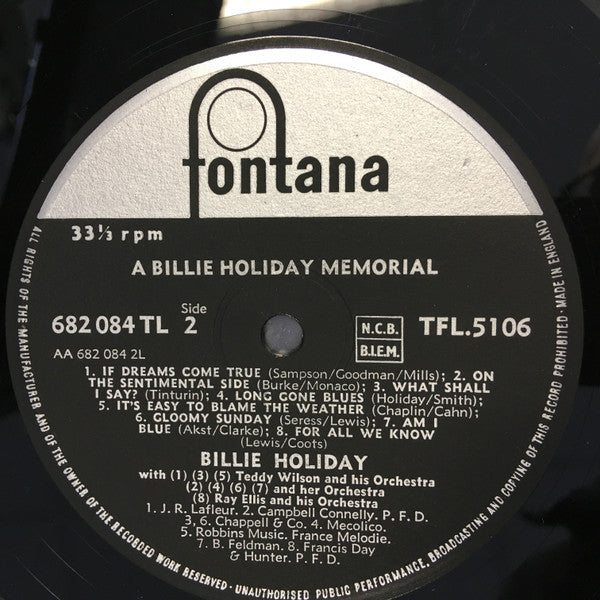 fontana
33⅓ rpm
A BILLIE HOLIDAY MEMORIAL
682 084 TL Side 2 N.C.B. B.I.E.M. TFL.5106
AA 682 084 2L
1. IF DREAMS COME TRUE (Sampson/Goodman/Mills); 2. ON
THE SENTIMENTAL SIDE (Burke/Monaco); 3. WHAT SHALL
I SAY? (Tinturin); 4. LONG GONE BLUES (Holiday/Smith);
5. IT'S EASY TO BLAME THE WEATHER (Chaplin/Cahn);
6. GLOOMY SUNDAY (Seress/Lewis); 7. AM I
BLUE (Akst/Clarke); 8. FOR ALL WE KNOW
(Lewis/Coots)
BILLIE HOLIDAY
with (1) (3) (5) Teddy Wilson and his Orchestra
(2) (4) (6) (7) and her Orchestra
(8) Ray Ellis and his Orchestra
1. J. R. Lafleur. 2. Campbell Connelly. P. F. D.
3, 6. Chappell & Co. 4. Mecolico.
5. Robbins Music. France Melodie.
7. B. Feldman. 8. Francis Day
& Hunter. P. F. D.
ALL RIGHTS OF THE MANUFACTURER AND OF THE OWNER OF THE RECORDED WORK RESERVED · UNAUTHORISED PUBLIC PERFORMANCE, BROADCASTING AND COPYING OF THIS RECORD PROHIBITED · MADE IN ENGLAND